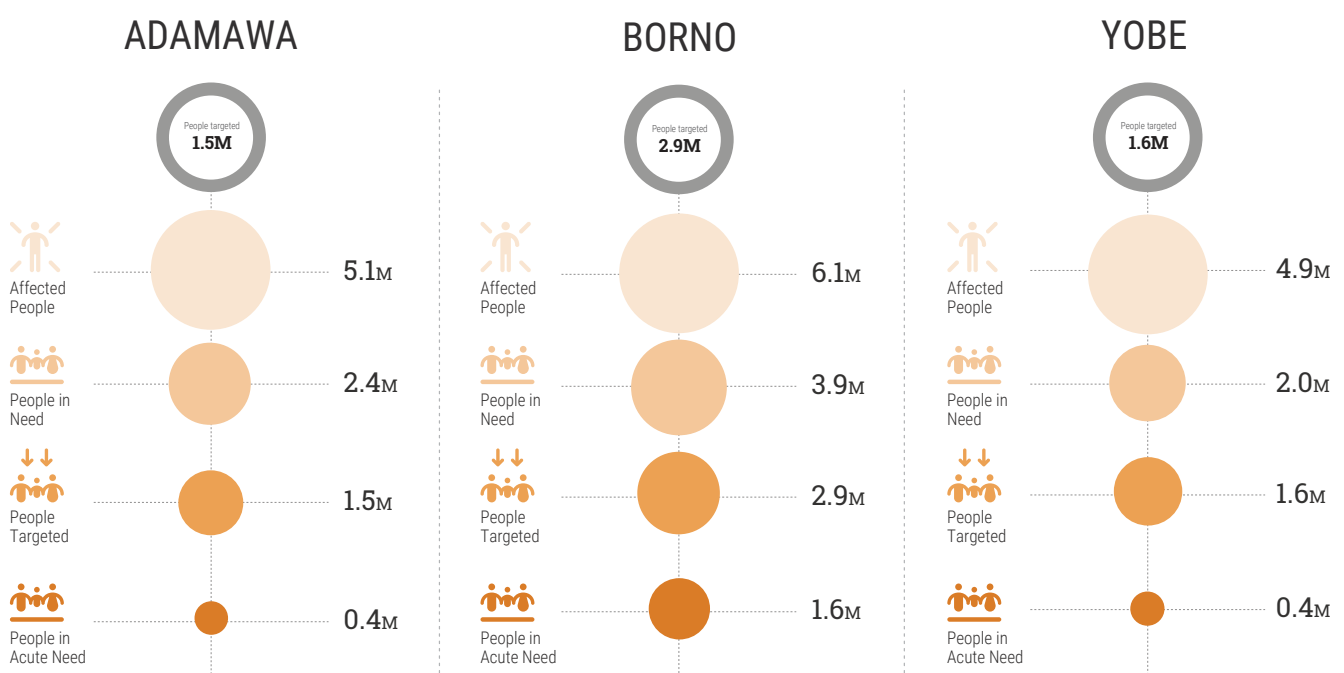 ADAMAWA
People targeted
1.5M
Affected
People
5.1M
People in
Need
2.4M
People
Targeted
1.5M
People in
Acute Need
0.4M
BORNO
People targeted
2.9M
Affected
People
6.1M
People in
Need
3.9M
People
Targeted
2.9M
People in
Acute Need
1.6M
YOBE
People targeted
1.6M
Affected
People
4.9M
People in
Need
2.0M
People
Targeted
1.6M
People in
Acute Need
0.4M